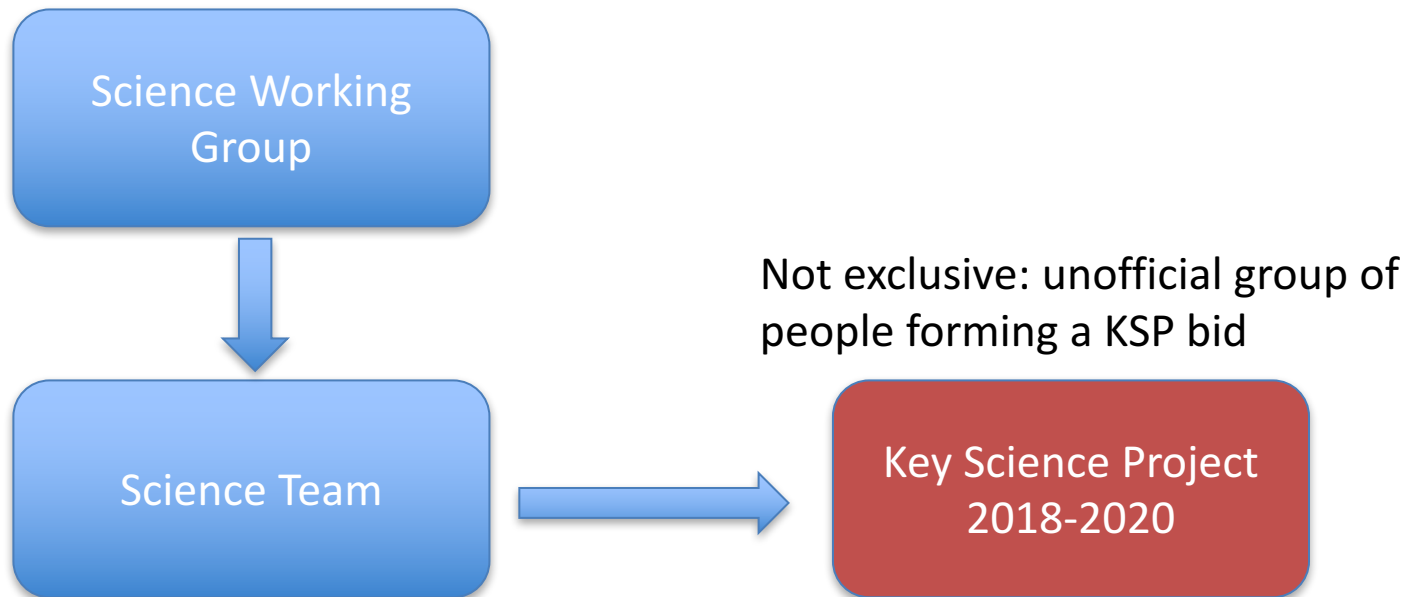 Science Working
Group
Not exclusive: unofficial group of
people forming a KSP bid
Science Team
Key Science Project
2018-2020